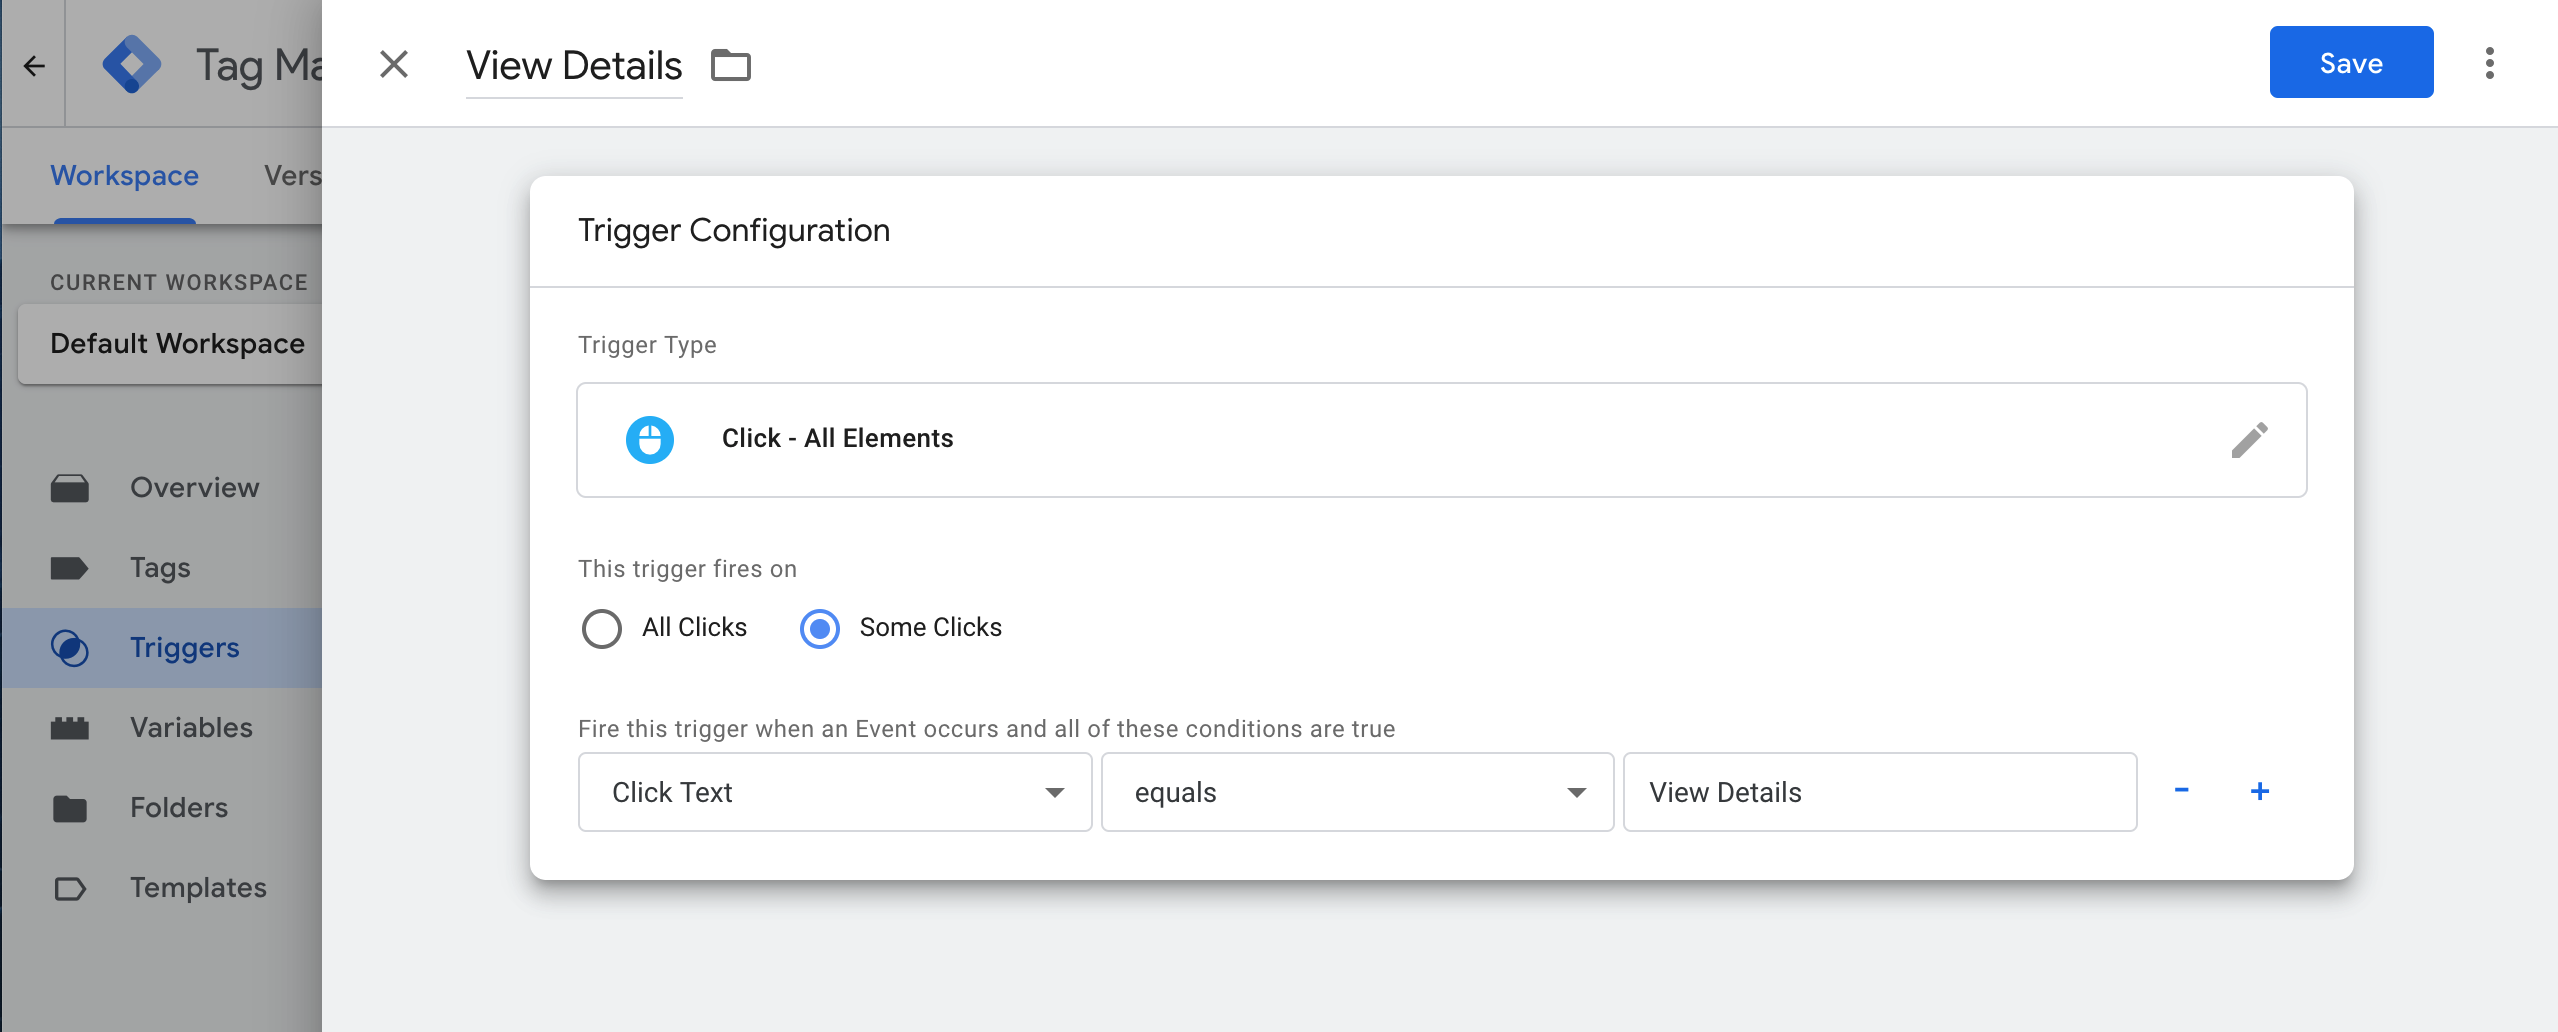 Tag Ma
View Details
Save
Workspace
Vers
CURRENT WORKSPACE
Default Workspace
Overview
Tags
Triggers
Variables
Folders
Templates
Trigger Configuration
Trigger Type
Click - All Elements
This trigger fires on
All Clicks
Some Clicks
Fire this trigger when an Event occurs and all of these conditions are true
Click Text
equals
View Details